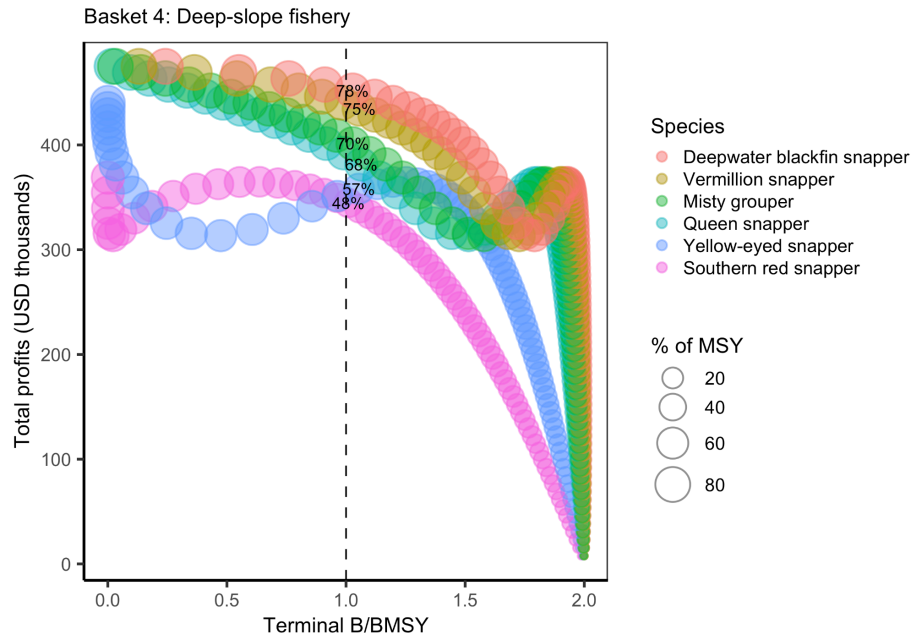 Basket 4: Deep-slope fishery
Total profits (USD thousands)
400
300
200
100
0
78%
75%
70%
68%
57%
48%
0.0
0.5
1.0
1.5
2.0
Terminal B/BMSY
Species
Deepwater blackfin snapper
Vermillion snapper
Misty grouper
Queen snapper
Yellow-eyed snapper
Southern red snapper
% of MSY
20
40
60
80